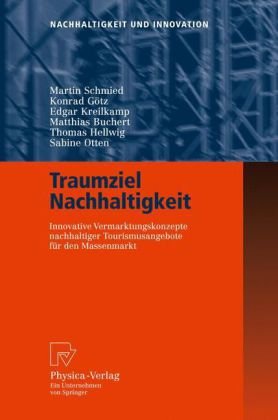 NACHHALTIGKEIT UND INNOVATION
Martin Schmied
Konrad Götz
Edgar Kreilkamp
Matthias Buchert
Thomas Hellwig
Sabine Otten
Traumziel
Nachhaltigkeit
Innovative Vermarktungskonzepte
nachhaltiger Tourismusangebote
für den Massenmarkt
Physica-Verlag
Ein Unternehmen
von Springer